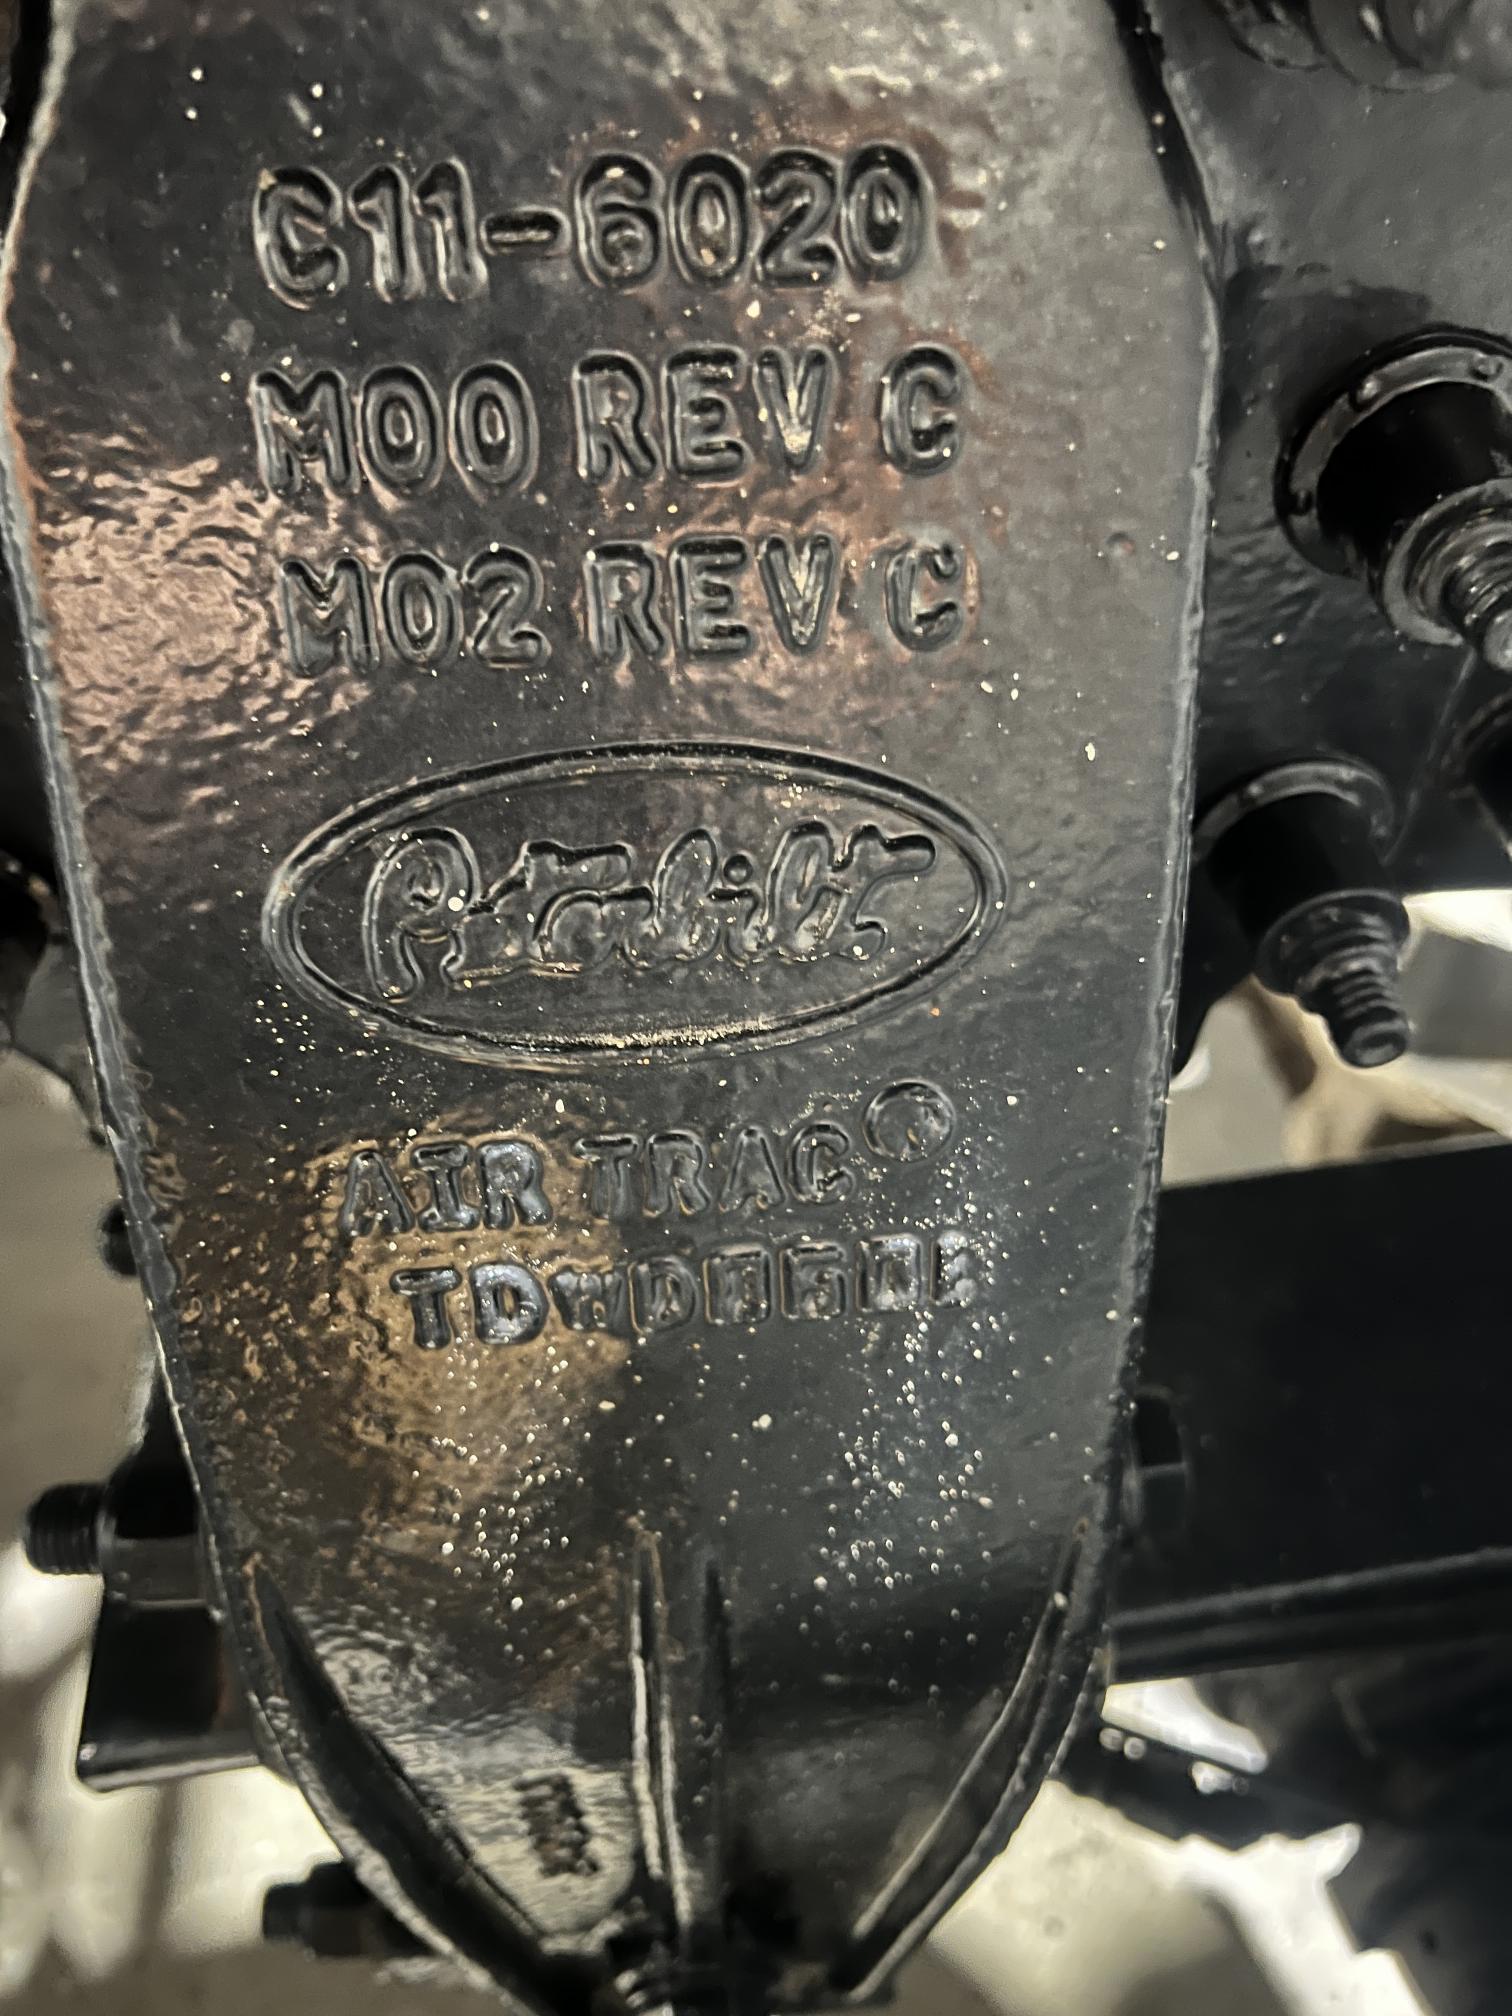 C11-6020
M00 REV C
M02 REV C
Peterbilt
AIR TRAC